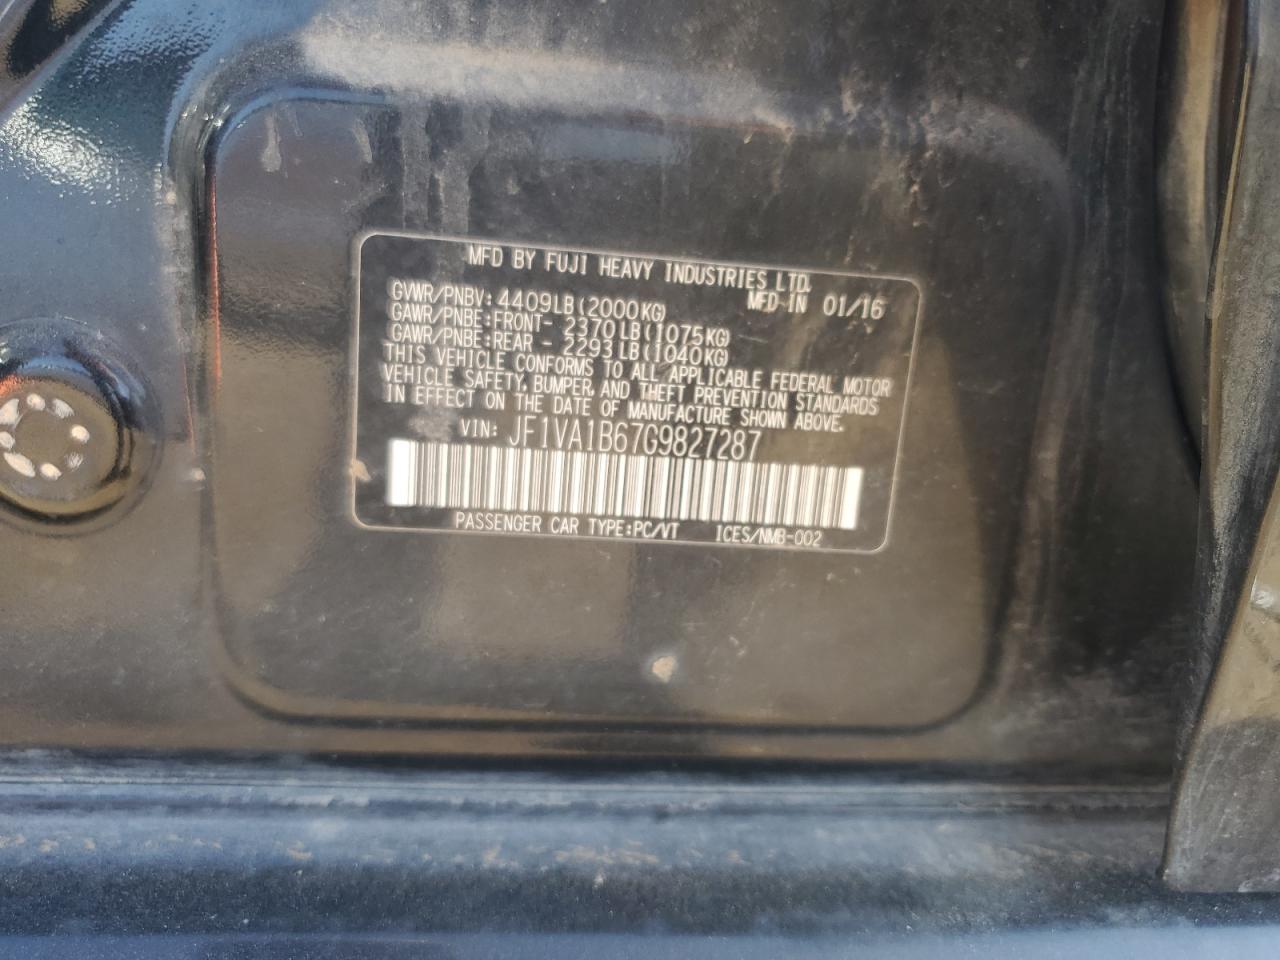 MFD BY FUJI HEAVY INDUSTRIES LTD.
GVWR/PNBV: 4409LB(2000KG) MFD IN 01/16
GAWR/PNBE:FRONT- 2370LB(1075KG)
GAWR/PNBE:REAR - 2293LB(1040KG)
THIS VEHICLE CONFORMS TO ALL APPLICABLE FEDERAL MOTOR
VEHICLE SAFETY, BUMPER, AND THEFT PREVENTION STANDARDS
IN EFFECT ON THE DATE OF MANUFACTURE SHOWN ABOVE.
VIN: JF1VA1B67G9827287
PASSENGER CAR TYPE:PC/VT ICES/NMB-002